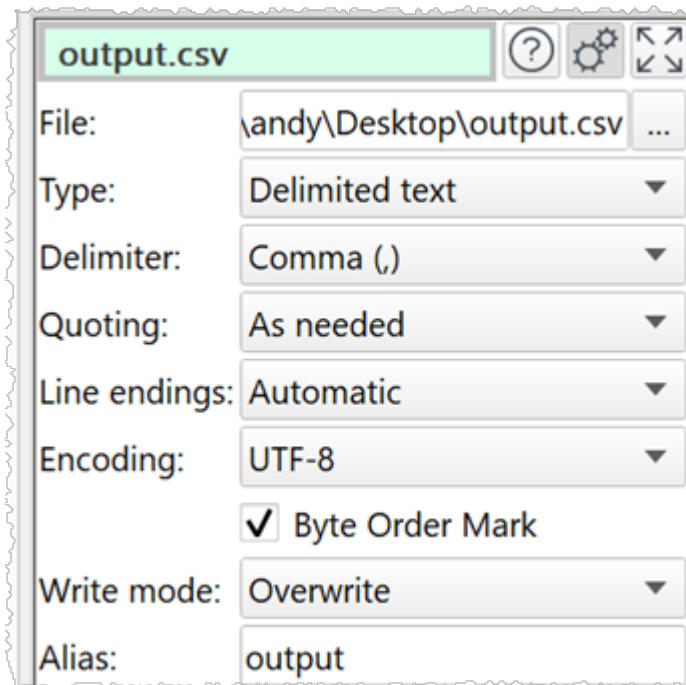 output.csv
File: \andy\Desktop\output.csv ...
Type: Delimited text
Delimiter: Comma (,)
Quoting: As needed
Line endings: Automatic
Encoding: UTF-8
Byte Order Mark
Write mode: Overwrite
Alias: output